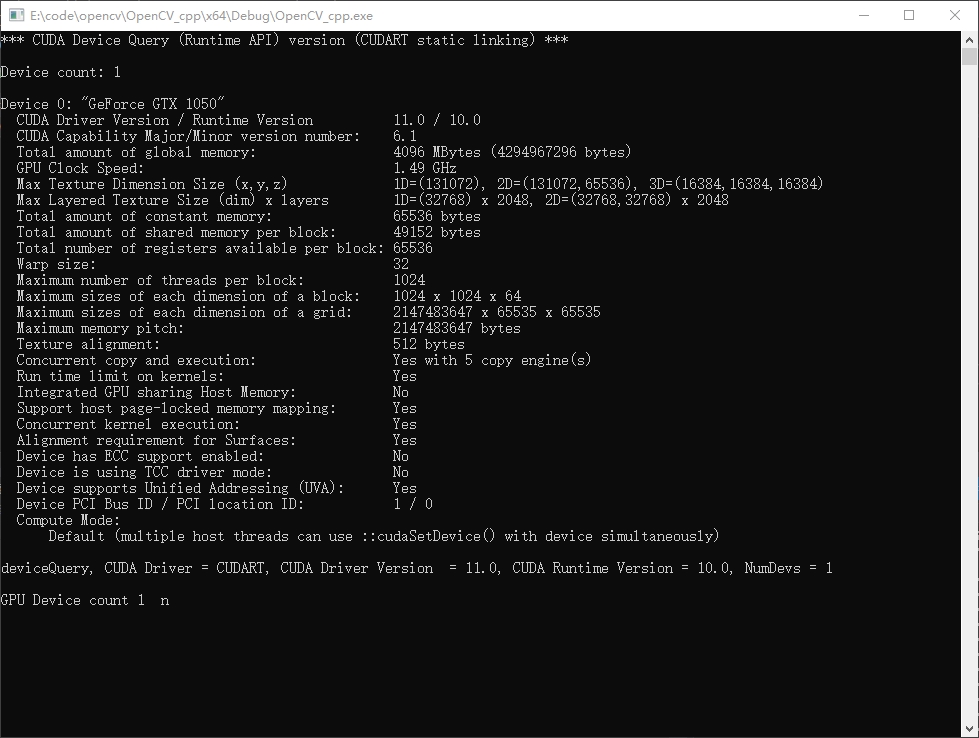 E:\code\opencv\OpenCV_cpp\x64\Debug\OpenCV_cpp.exe
*** CUDA Device Query (Runtime API) version (CUDART static linking) ***
Device count: 1
Device 0: "GeForce GTX 1050"
CUDA Driver Version / Runtime Version 11.0 / 10.0
CUDA Capability Major/Minor version number: 6.1
Total amount of global memory: 4096 MBytes (4294967296 bytes)
GPU Clock Speed: 1.49 GHz
Max Texture Dimension Size (x,y,z) 1D=(131072), 2D=(131072,65536), 3D=(16384,16384,16384)
Max Layered Texture Size (dim) x layers 1D=(32768) x 2048, 2D=(32768,32768) x 2048
Total amount of constant memory: 65536 bytes
Total amount of shared memory per block: 49152 bytes
Total number of registers available per block: 65536
Warp size: 32
Maximum number of threads per block: 1024
Maximum sizes of each dimension of a block: 1024 x 1024 x 64
Maximum sizes of each dimension of a grid: 2147483647 x 65535 x 65535
Maximum memory pitch: 2147483647 bytes
Texture alignment: 512 bytes
Concurrent copy and execution: Yes with 5 copy engine(s)
Run time limit on kernels: Yes
Integrated GPU sharing Host Memory: No
Support host page-locked memory mapping: Yes
Concurrent kernel execution: Yes
Alignment requirement for Surfaces: Yes
Device has ECC support enabled: No
Device is using TCC driver mode: No
Device supports Unified Addressing (UVA): Yes
Device PCI Bus ID / PCI location ID: 1 / 0
Compute Mode:
Default (multiple host threads can use ::cudaSetDevice() with device simultaneously)
deviceQuery, CUDA Driver = CUDART, CUDA Driver Version  = 11.0, CUDA Runtime Version = 10.0, NumDevs = 1
GPU Device count 1  n